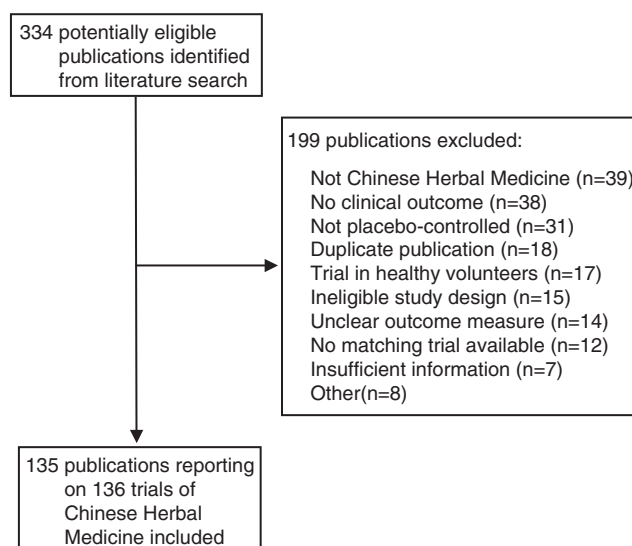 334 potentially eligible
publications identified
from literature search
199 publications excluded:
Not Chinese Herbal Medicine (n=39)
No clinical outcome (n=38)
Not placebo-controlled (n=31)
Duplicate publication (n=18)
Trial in healthy volunteers (n=17)
Ineligible study design (n=15)
Unclear outcome measure (n=14)
No matching trial available (n=12)
Insufficient information (n=7)
Other(n=8)
135 publications reporting
on 136 trials of
Chinese Herbal
Medicine included